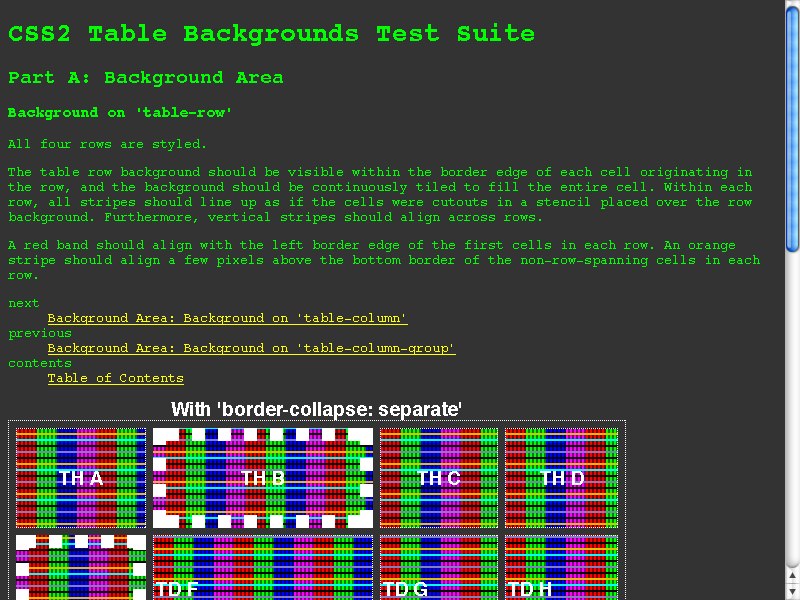 CSS2 Table Backgrounds Test Suite
Part A: Background Area
Background on 'table-row'
All four rows are styled.
The table row background should be visible within the border edge of each cell originating in
the row, and the background should be continuously tiled to fill the entire cell. Within each
row, all stripes should line up as if the cells were cutouts in a stencil placed over the row
background. Furthermore, vertical stripes should align across rows.
A red band should align with the left border edge of the first cells in each row. An orange
stripe should align a few pixels above the bottom border of the non-row-spanning cells in each
row.
next
Background Area: Background on 'table-column'
previous
Background Area: Background on 'table-column-group'
contents
Table of Contents
With 'border-collapse: separate'
TH A TH B TH C TH D
TD F TD G TD H